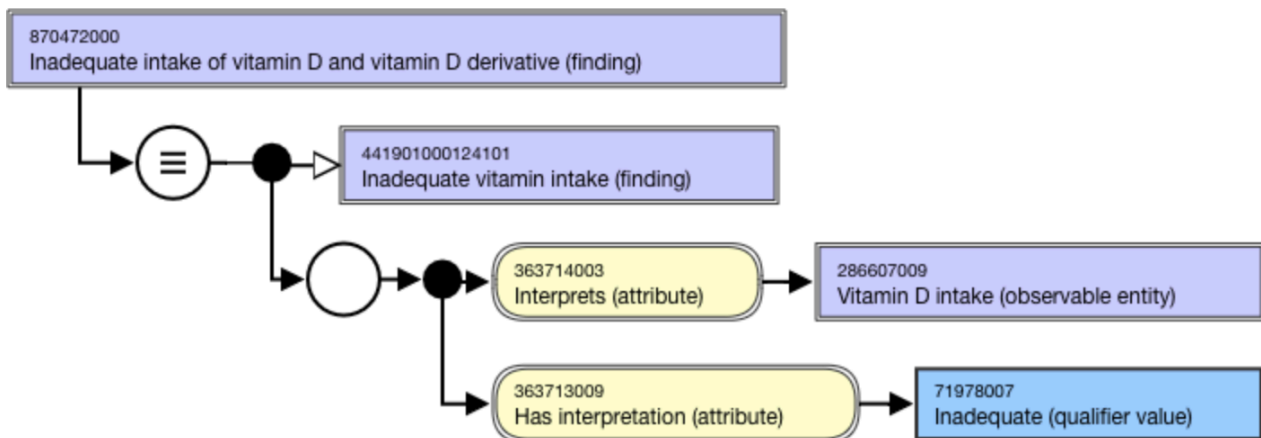 870472000
Inadequate intake of vitamin D and vitamin D derivative (finding)
441901000124101
Inadequate vitamin intake (finding)
363714003
Interprets (attribute)
286607009
Vitamin D intake (observable entity)
363713009
Has interpretation (attribute)
71978007
Inadequate (qualifier value)